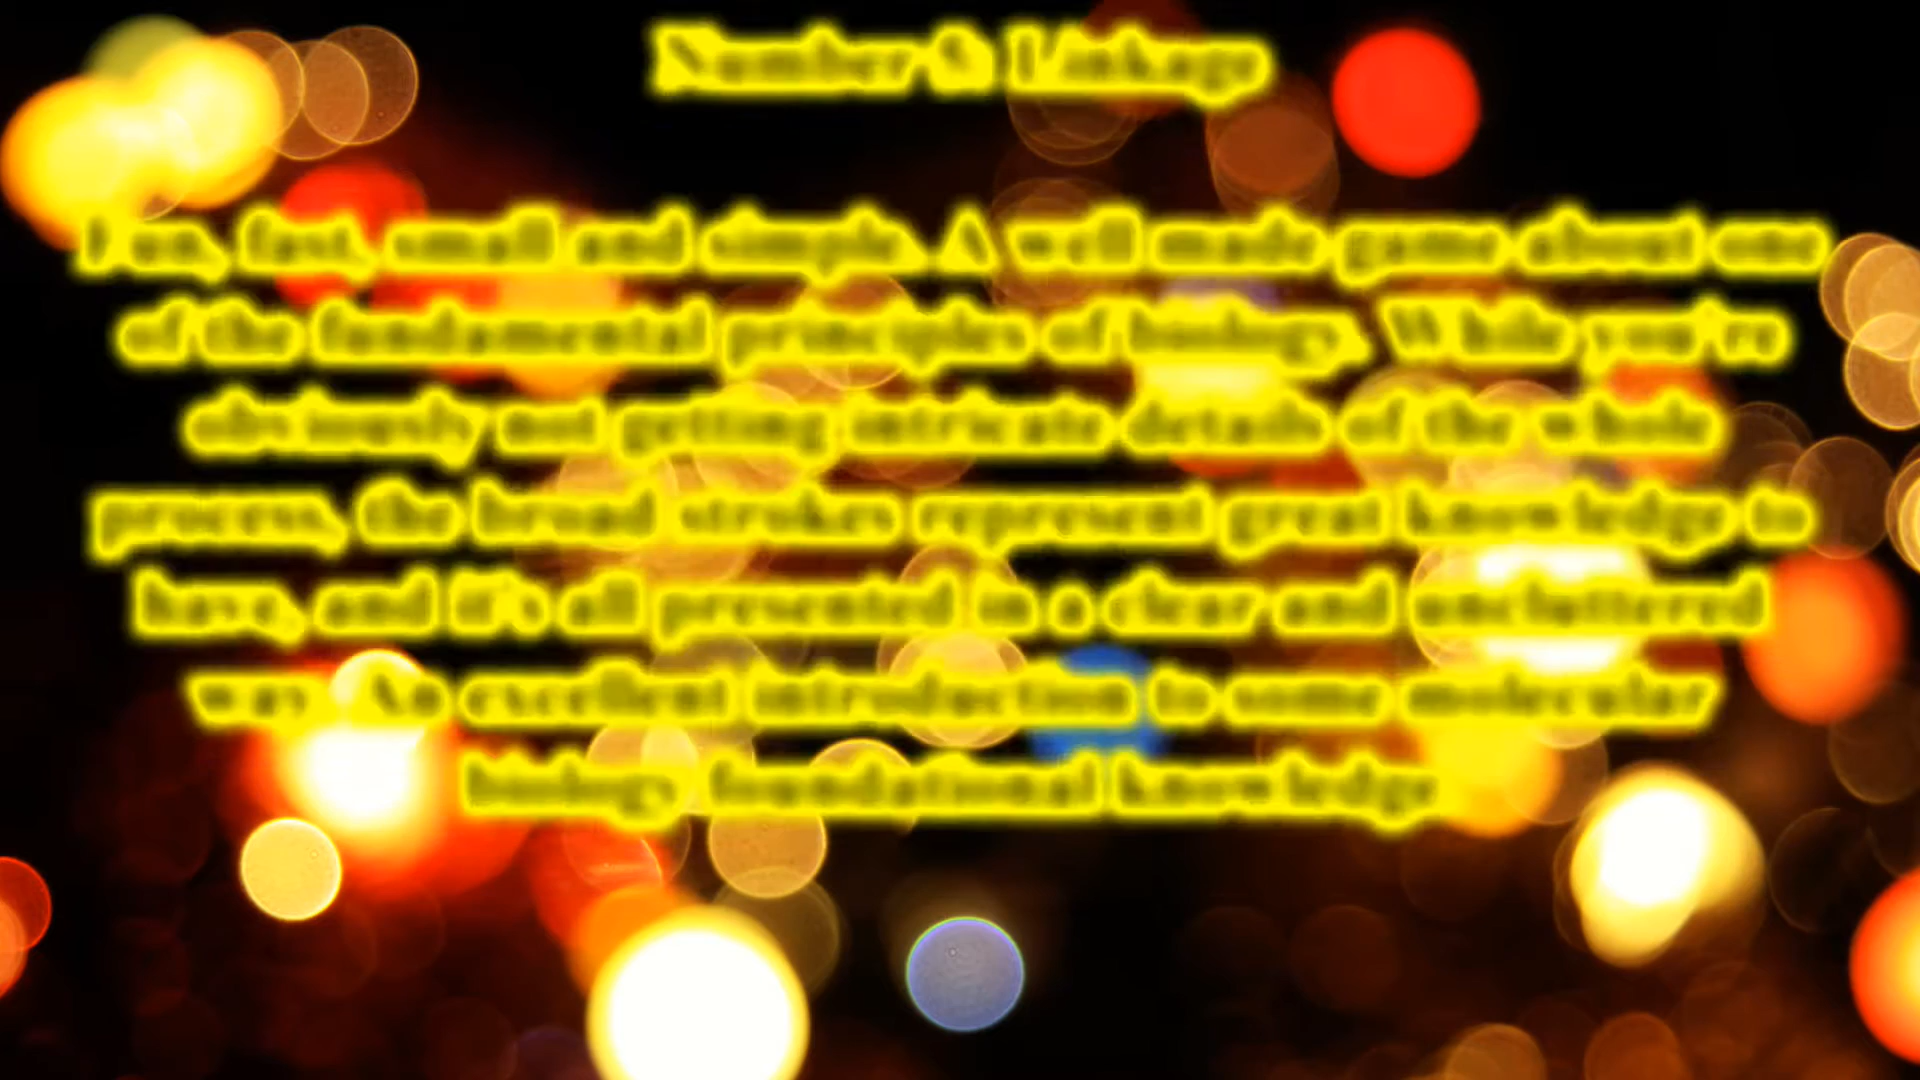 Number & Linkage
Fun, fast, small and simple. A well made game about one
of the fundamental principles of biology. While you're
obviously not getting intricate details of the whole
process, the broad strokes represent great knowledge to
have, and it's all presented in a clear and uncluttered
way. An excellent introduction to some molecular
biology foundational knowledge